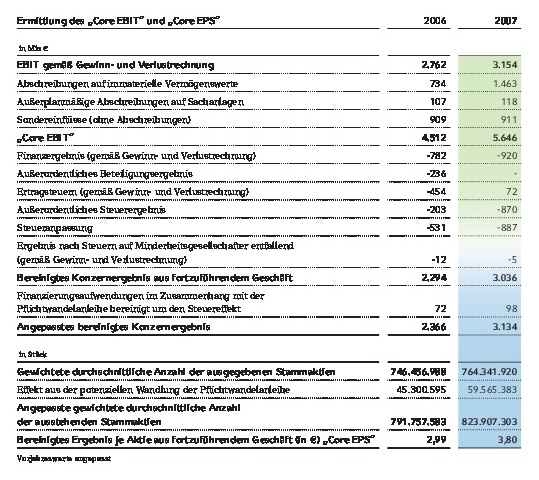 Ermittlung des „Core EBIT“ und „Core EPS“ 2006 2007
in Mio €
EBIT gemäß Gewinn- und Verlustrechnung 2.762 3.154
Abschreibungen auf immaterielle Vermögenswerte 734 1.463
Außerplanmäßige Abschreibungen auf Sachanlagen 107 118
Sondereinflüsse (ohne Abschreibungen) 909 911
„Core EBIT“ 4.512 5.646
Finanzergebnis (gemäß Gewinn- und Verlustrechnung) -782 -920
Außerordentliches Beteiligungsergebnis -236 -
Ertragsteuern (gemäß Gewinn- und Verlustrechnung) -454 72
Außerordentliches Steuerergebnis -203 -870
Steueranpassung -531 -887
Ergebnis nach Steuern auf Minderheitsgesellschafter entfallend
(gemäß Gewinn- und Verlustrechnung) -12 -5
Bereinigtes Konzernergebnis aus fortzuführendem Geschäft 2.294 3.036
Finanzierungsaufwendungen im Zusammenhang mit der
Pflichtwandelanleihe bereinigt um den Steuereffekt 72 98
Angepasstes bereinigtes Konzernergebnis 2.366 3.134
in Stück
Gewichtete durchschnittliche Anzahl der ausgegebenen Stammaktien 746.456.988 764.341.920
Effekt aus der potenziellen Wandlung der Pflichtwandelanleihe 45.300.595 59.565.383
Angepasste gewichtete durchschnittliche Anzahl
der ausstehenden Stammaktien 791.757.583 823.907.303
Bereinigtes Ergebnis je Aktie aus fortzuführendem Geschäft (in €) „Core EPS“ 2,99 3,80
Vorjahreswerte angepasst